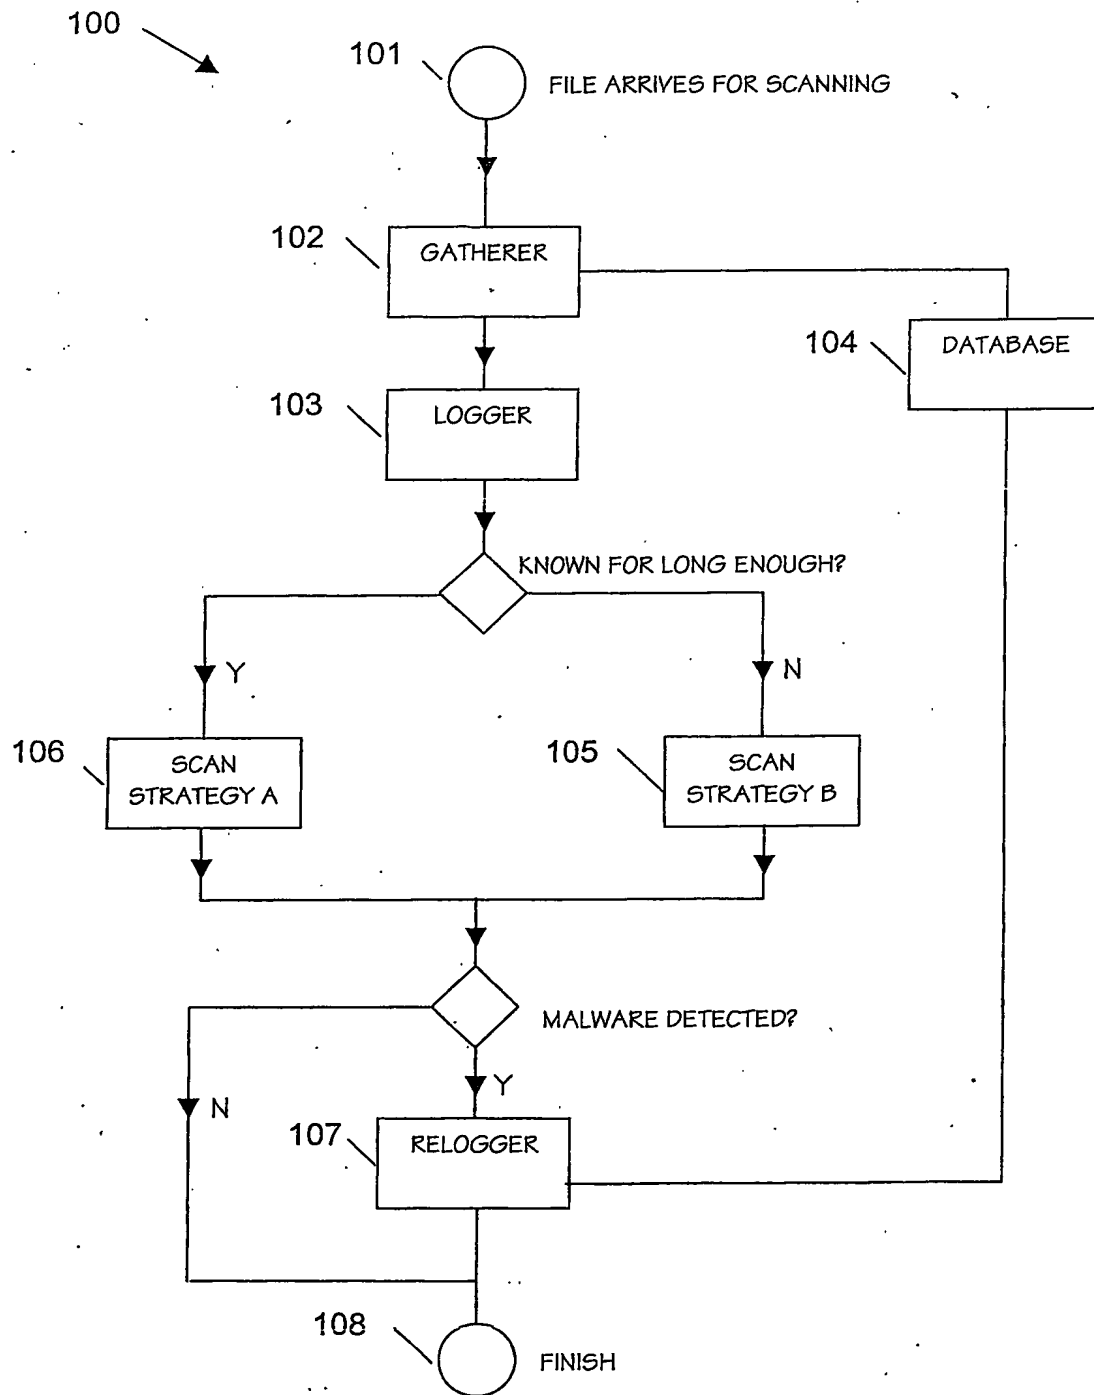 100
101
FILE ARRIVES FOR SCANNING
102
GATHERER
104
DATABASE
103
LOGGER
KNOWN FOR LONG ENOUGH?
Y
N
106
SCAN
STRATEGY A
105
SCAN
STRATEGY B
MALWARE DETECTED?
Y
N
107
RELOGGER
108
FINISH